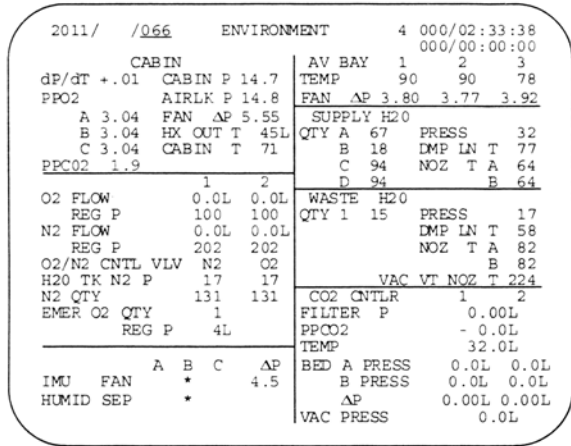 2011/ /066 ENVIRONMENT 4 000/02:33:38
000/00:00:00
CABIN
dP/dT +.01 CABIN P 14.7
PPO2 AIRLK P 14.8
A 3.04 FAN ΔP 5.55
B 3.04 HX OUT T 45L
C 3.04 CABIN T 71
PPCO2 1.9
1 2
O2 FLOW 0.0L 0.0L
REG P 100 100
N2 FLOW 0.0L 0.0L
REG P 202 202
O2/N2 CNTL VLV N2 O2
H20 TK N2 P 17 17
N2 QTY 131 131
EMER O2 QTY 1
REG P 4L
A B C ΔP
IMU FAN * 4.5
HUMID SEP *
AV BAY 1 2 3
TEMP 90 90 78
FAN ΔP 3.80 3.77 3.92
SUPPLY H20
QTY A 67 PRESS 32
B 18 DMP LN T 77
C 94 NOZ T A 64
D 94 B 64
WASTE H20
QTY 1 15 PRESS 17
DMP LN T 58
NOZ T A 82
B 82
VAC VT NOZ T 224
CO2 CNTLR 1 2
FILTER P 0.00L
PPCO2 - 0.0L
TEMP 32.0L
BED A PRESS 0.0L 0.0L
B PRESS 0.0L 0.0L
ΔP 0.00L 0.00L
VAC PRESS 0.0L